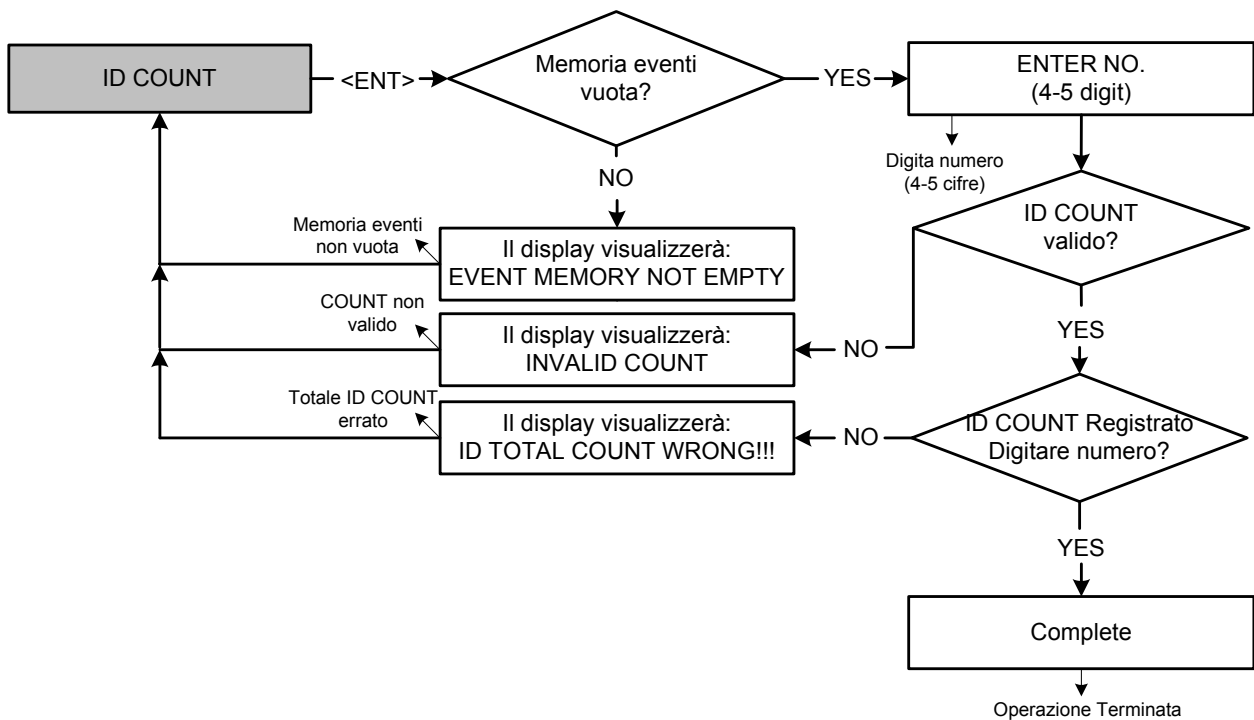 ID COUNT
<ENT>
Memoria eventi
vuota?
YES
ENTER NO.
(4-5 digit)
Digita numero
(4-5 cifre)
NO
ID COUNT
valido?
Memoria eventi
non vuota
Il display visualizzerà:
EVENT MEMORY NOT EMPTY
COUNT non
valido
Il display visualizzerà:
INVALID COUNT
NO
YES
Totale ID COUNT
errato
Il display visualizzerà:
ID TOTAL COUNT WRONG!!!
NO
ID COUNT Registrato
Digitare numero?
YES
Complete
Operazione Terminata